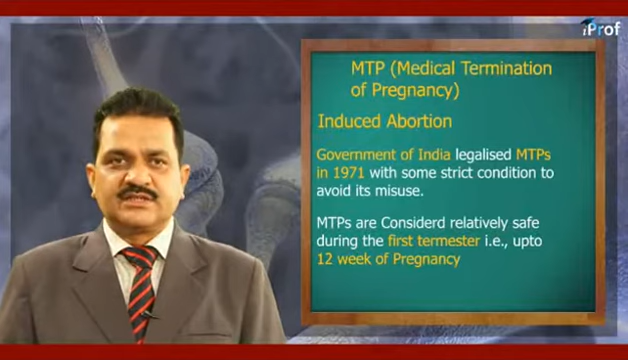 iProf
MTP (Medical Termination
of Pregnancy)
Induced Abortion
Government of India legalised MTPs
in 1971 with some strict condition to
avoid its misuse.
MTPs are Considerd relatively safe
during the first termester i.e., upto
12 week of Pregnancy